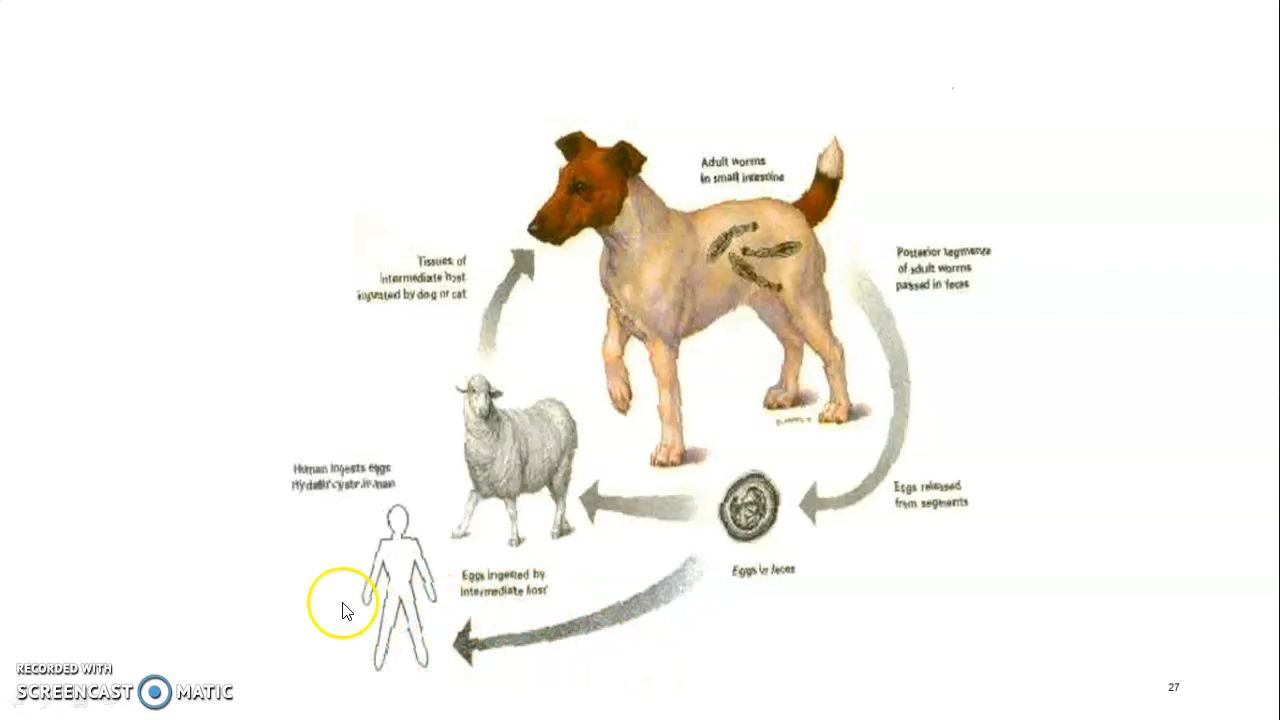 Adult worms
in small intestine
Tissues of
intermediate host
ingested by dog or cat
Posterior segments
of adult worms
passed in feces
Human ingests eggs
Hydatid cysts in man
Eggs released
from segments
Eggs in feces
Eggs ingested by
intermediate host
RECORDED WITH
SCREENCAST MATIC
27